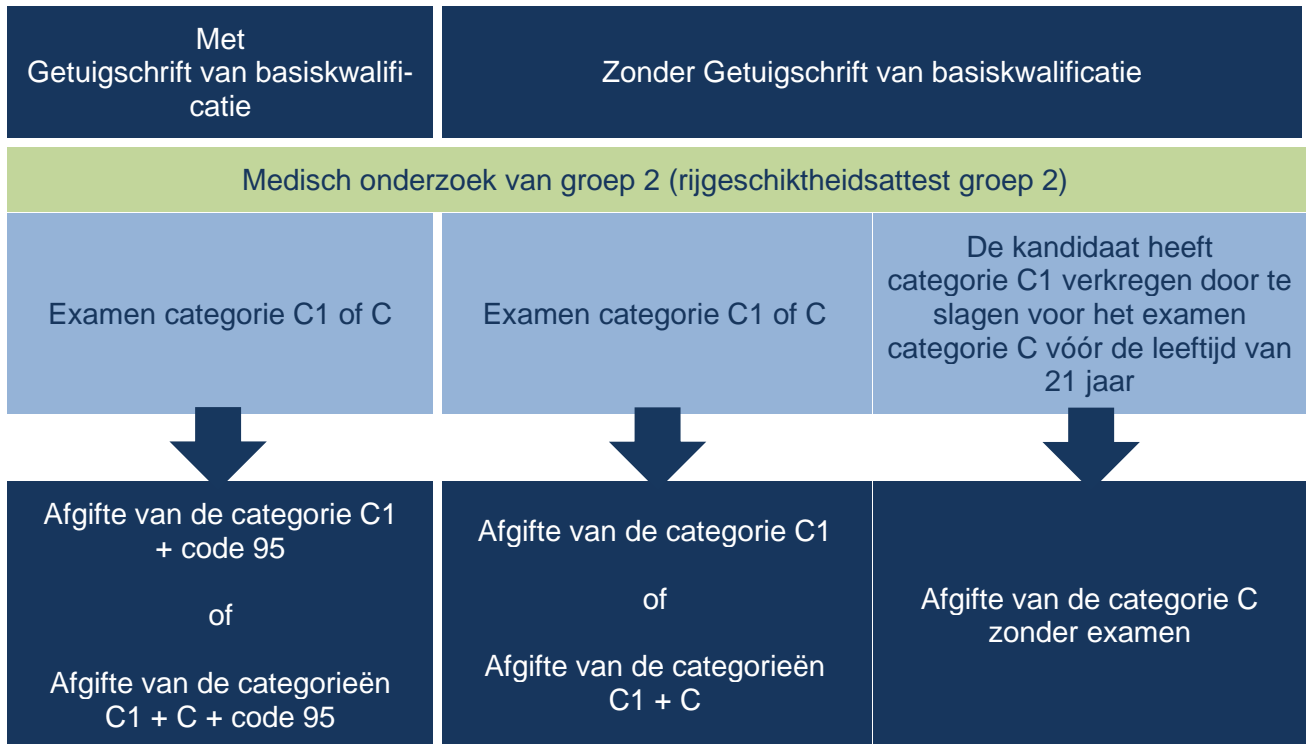 Met
Getuigschrift van basiskwalifi-
catie
Zonder Getuigschrift van basiskwalificatie
Medisch onderzoek van groep 2 (rijgeschiktheidsattest groep 2)
Examen categorie C1 of C
Examen categorie C1 of C
De kandidaat heeft
categorie C1 verkregen door te
slagen voor het examen
categorie C vóór de leeftijd van
21 jaar
Afgifte van de categorie C1
+ code 95
of
Afgifte van de categorieën
C1 + C + code 95
Afgifte van de categorie C1
of
Afgifte van de categorieën
C1 + C
Afgifte van de categorie C
zonder examen